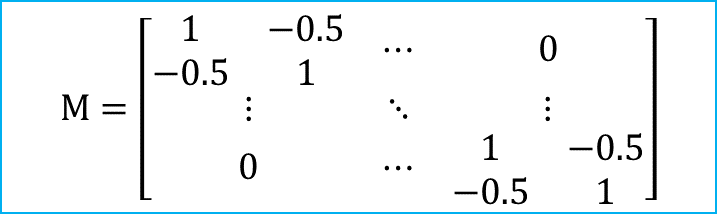 M = [ 1 −0.5 ⋯ 0
−0.5 1
⋮ ⋱ ⋮
0 ⋯ 1 −0.5
−0.5 1 ]